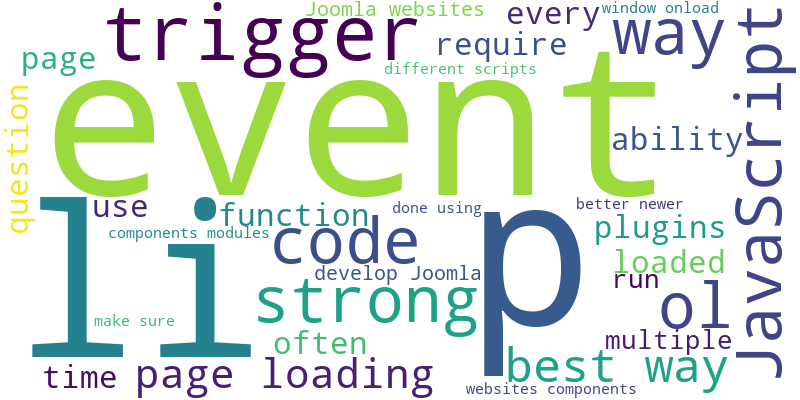 Joomla websites
every
window onload
trigger
way
JavaScript
require
page
different scripts
event
question
ability
li
p
use
function
done using
better newer
components modules
code
plugins
develop Joomla
loaded
run
strong
ol
make sure
often
multiple
time
page loading
best way
websites components